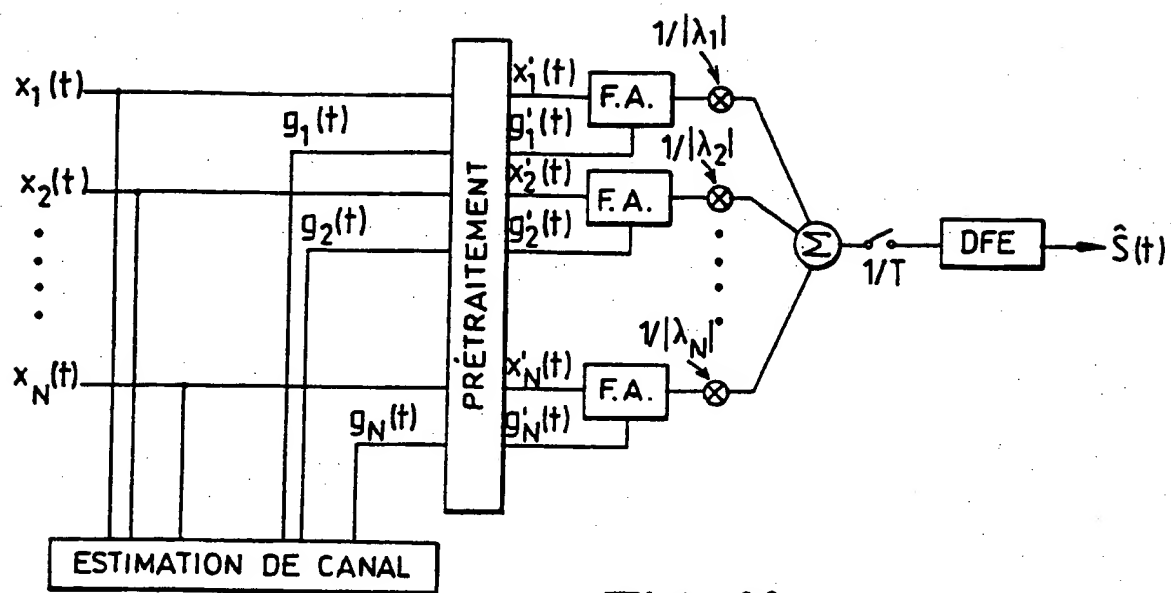 1/|λ₁|
x₁(t)
x'₁(t)
F.A.
g₁(t)
g'₁(t)
1/|λ₂|
x₂(t)
x'₂(t)
F.A.
g₂(t)
g'₂(t)
PRÉTRAITEMENT
Σ
1/T
DFE
Ŝ(t)
1/|λN|
xN(t)
x'N(t)
F.A.
gN(t)
g'N(t)
ESTIMATION DE CANAL